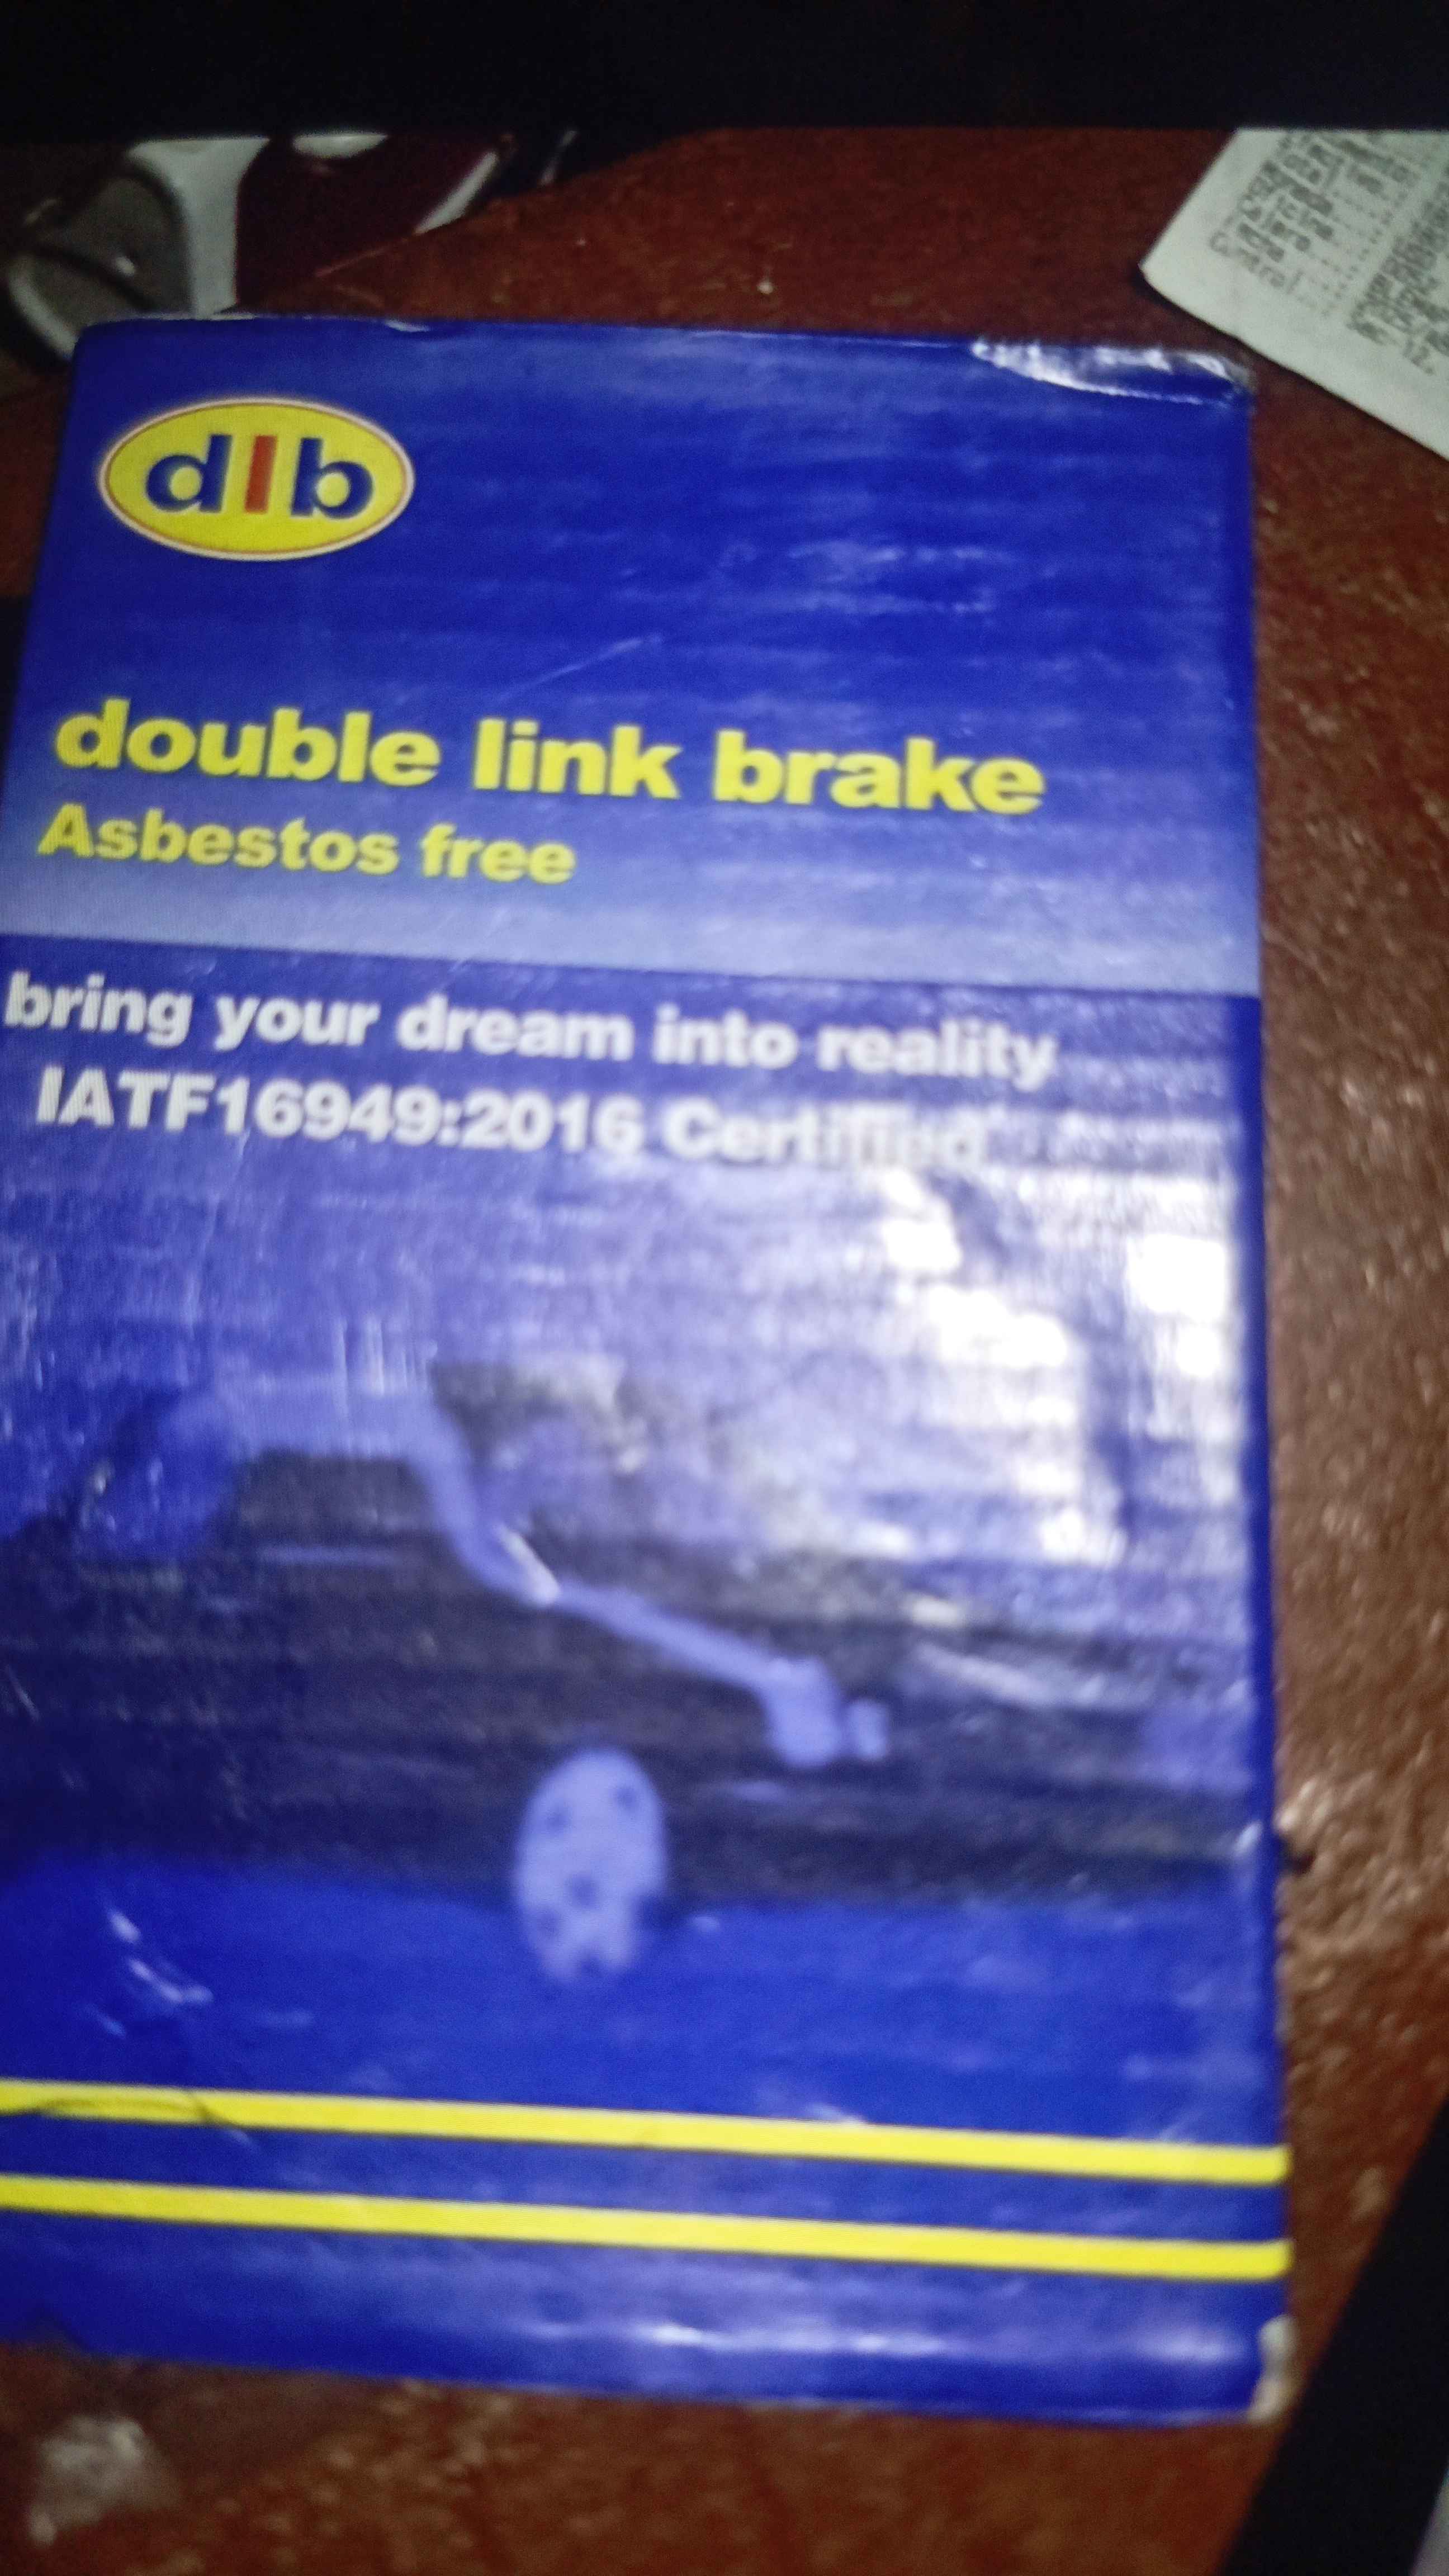 dlb
double link brake
Asbestos free
bring your dream into reality
IATF16949:2016 Certified